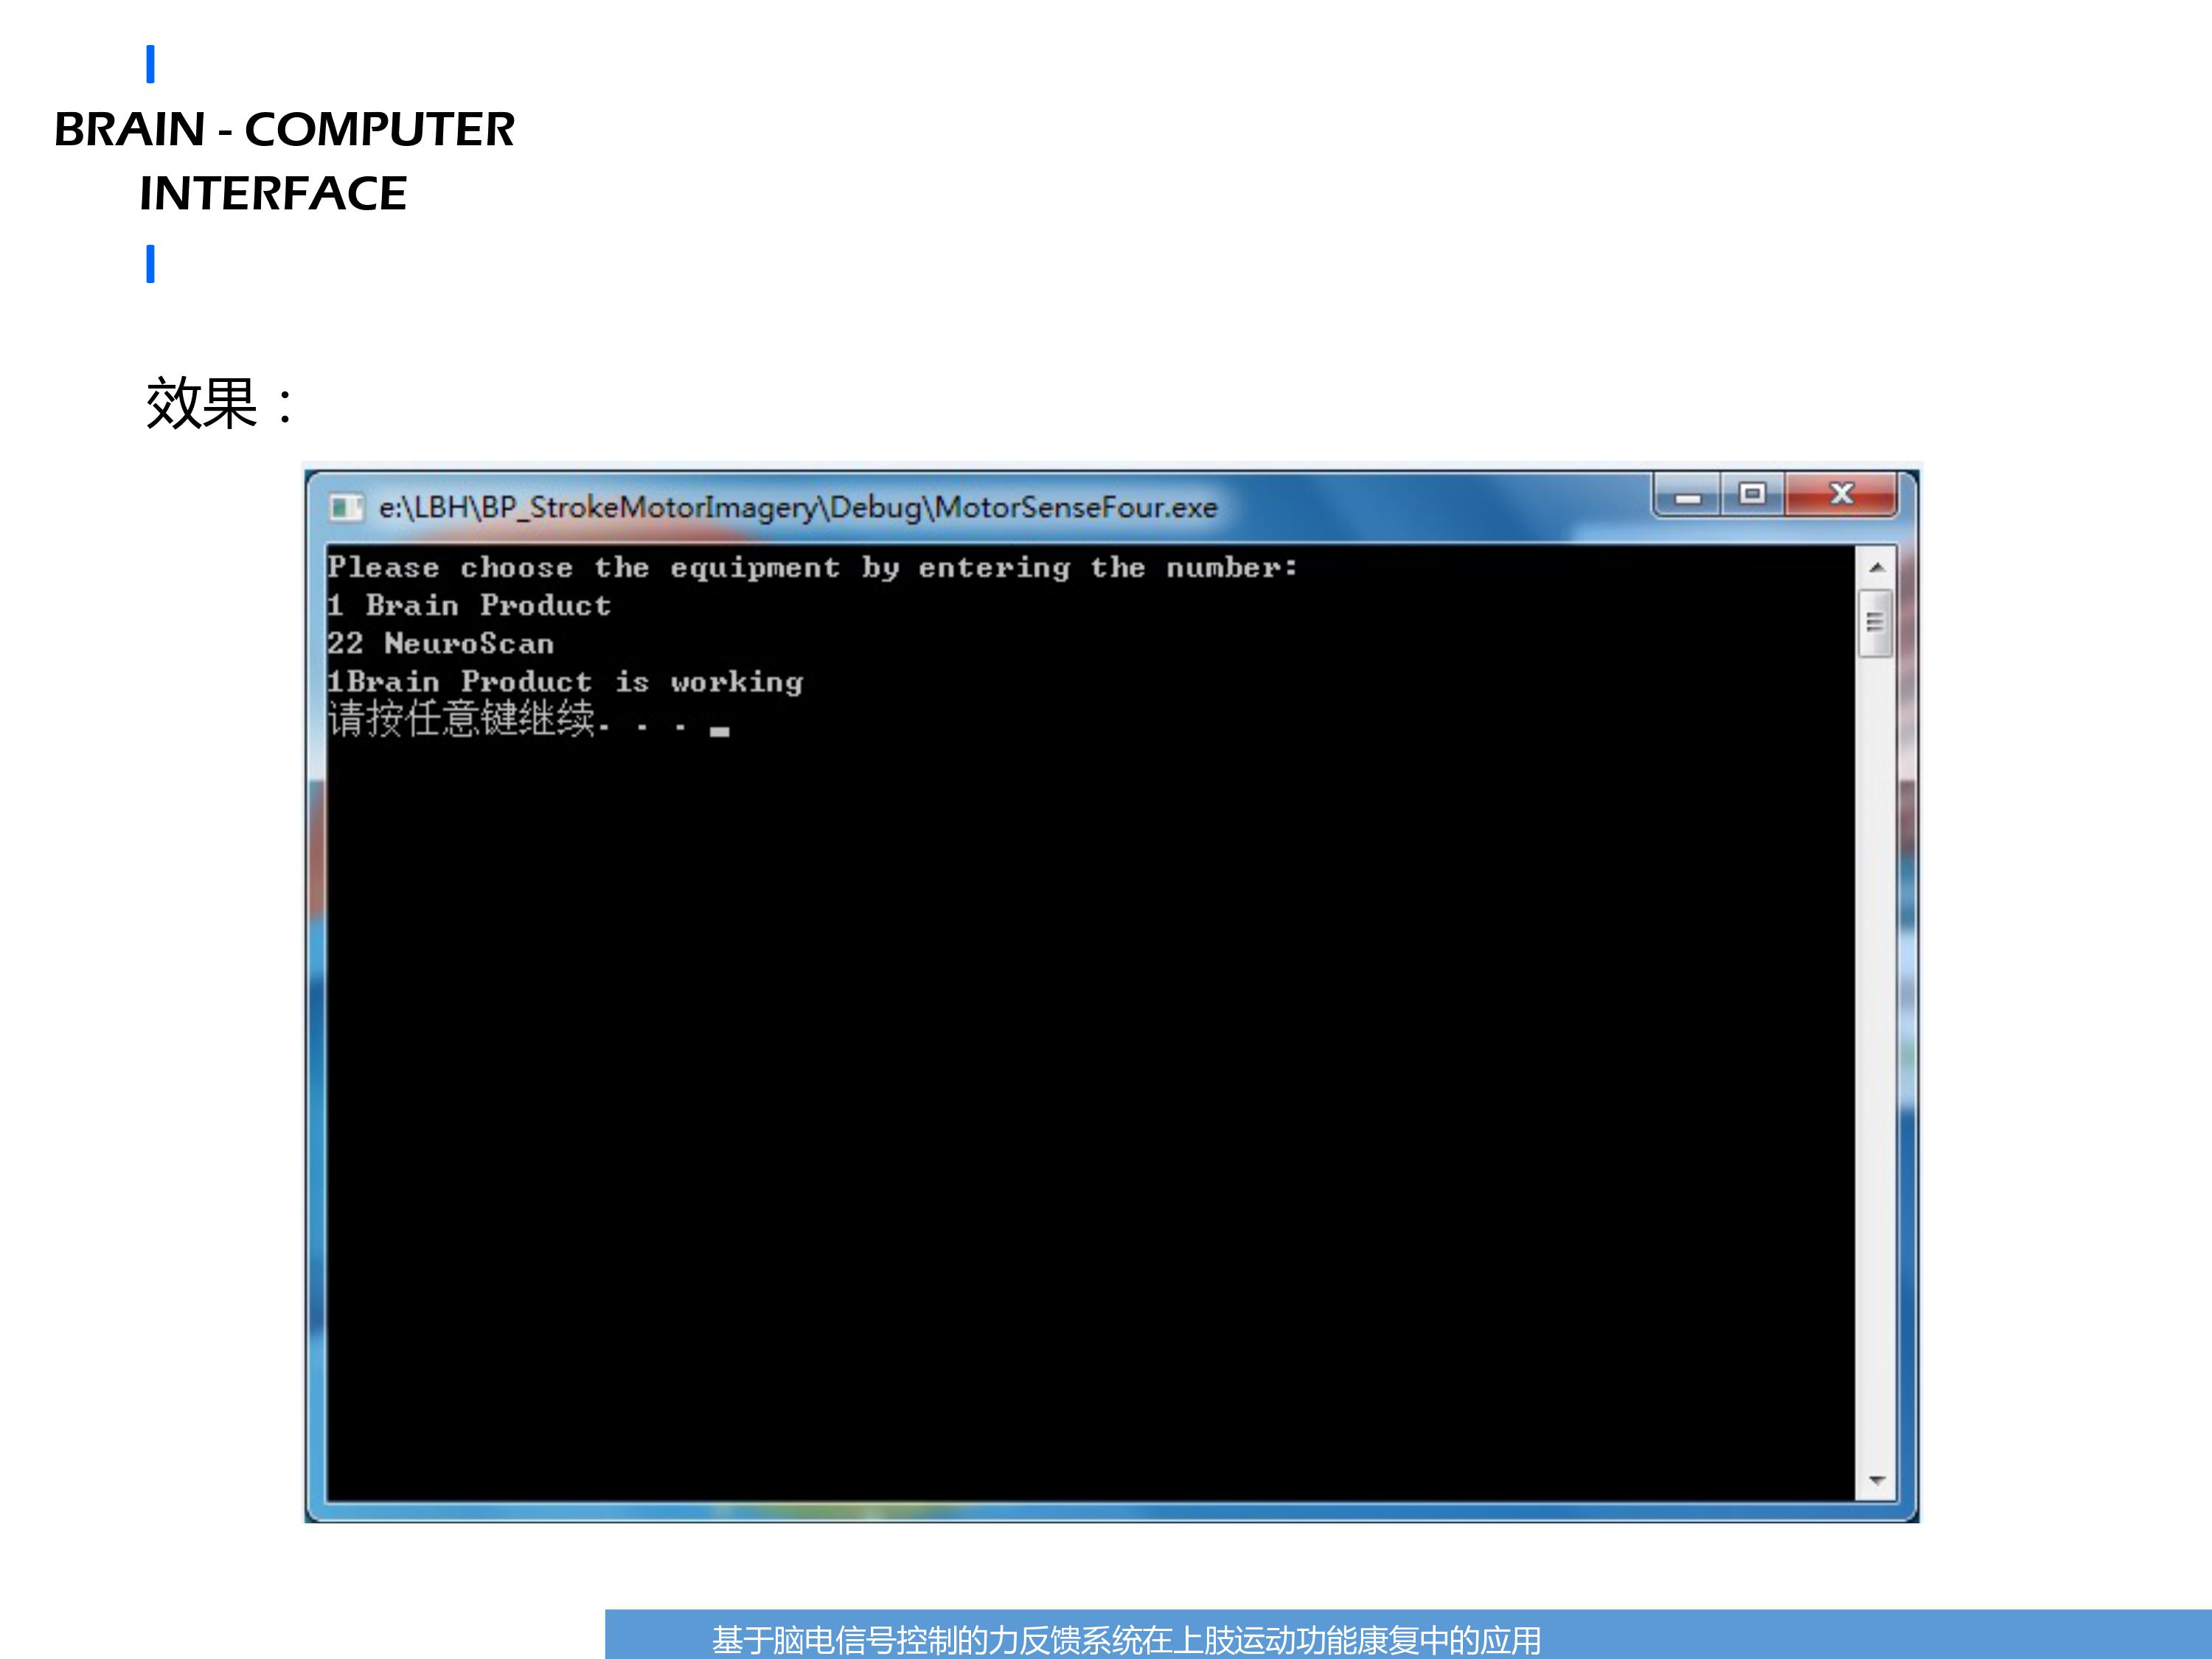 BRAIN - COMPUTER
INTERFACE
效果：
e:\LBH\BP_StrokeMotorImagery\Debug\MotorSenseFour.exe
Please choose the equipment by entering the number:
1 Brain Product
22 NeuroScan
1Brain Product is working
请按任意键继续. . .
基于脑电信号控制的力反馈系统在上肢运动功能康复中的应用